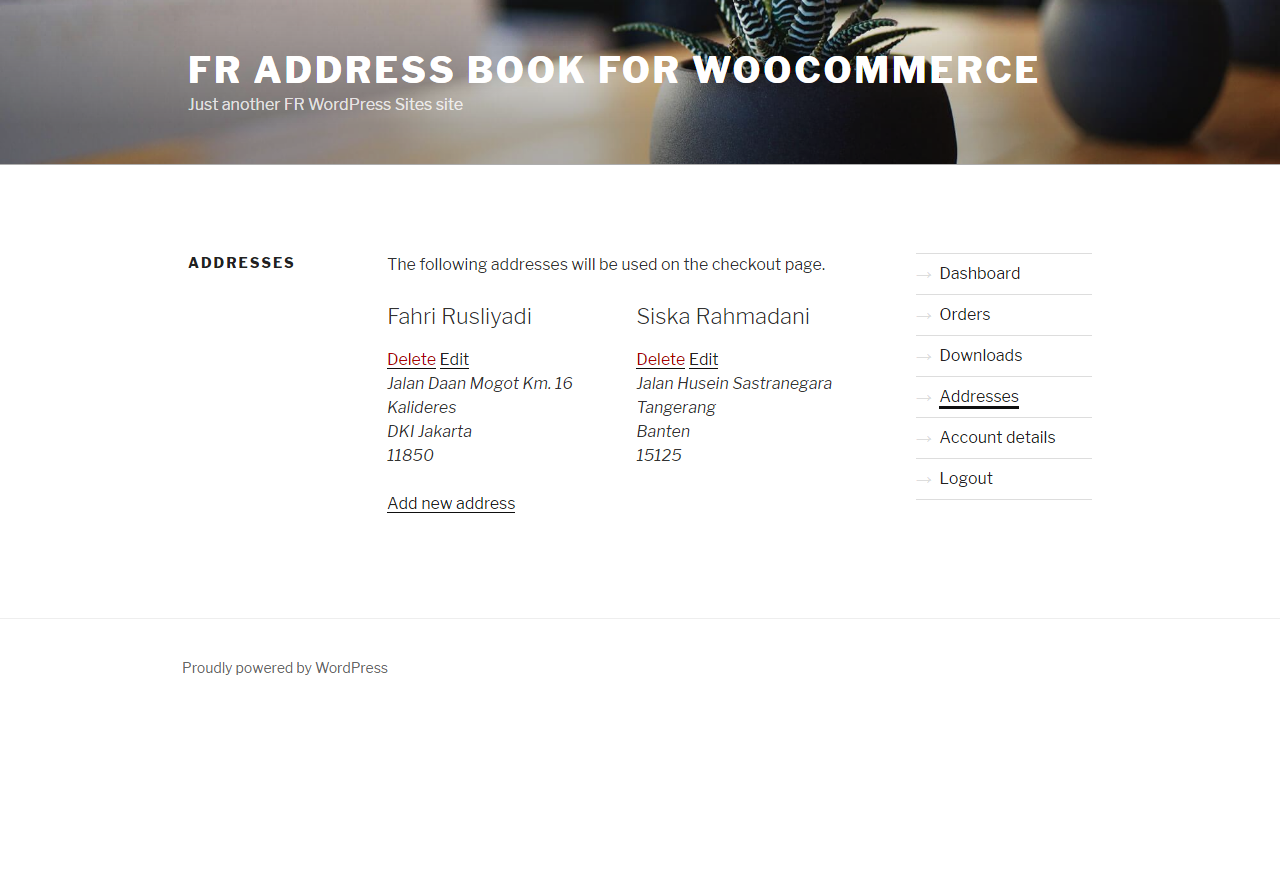 FR ADDRESS BOOK FOR WOOCOMMERCE
Just another FR WordPress Sites site
ADDRESSES
The following addresses will be used on the checkout page.
Fahri Rusliyadi
Delete Edit
Jalan Daan Mogot Km. 16
Kalideres
DKI Jakarta
11850
Siska Rahmadani
Delete Edit
Jalan Husein Sastranegara
Tangerang
Banten
15125
Add new address
→ Dashboard
→ Orders
→ Downloads
→ Addresses
→ Account details
→ Logout
Proudly powered by WordPress